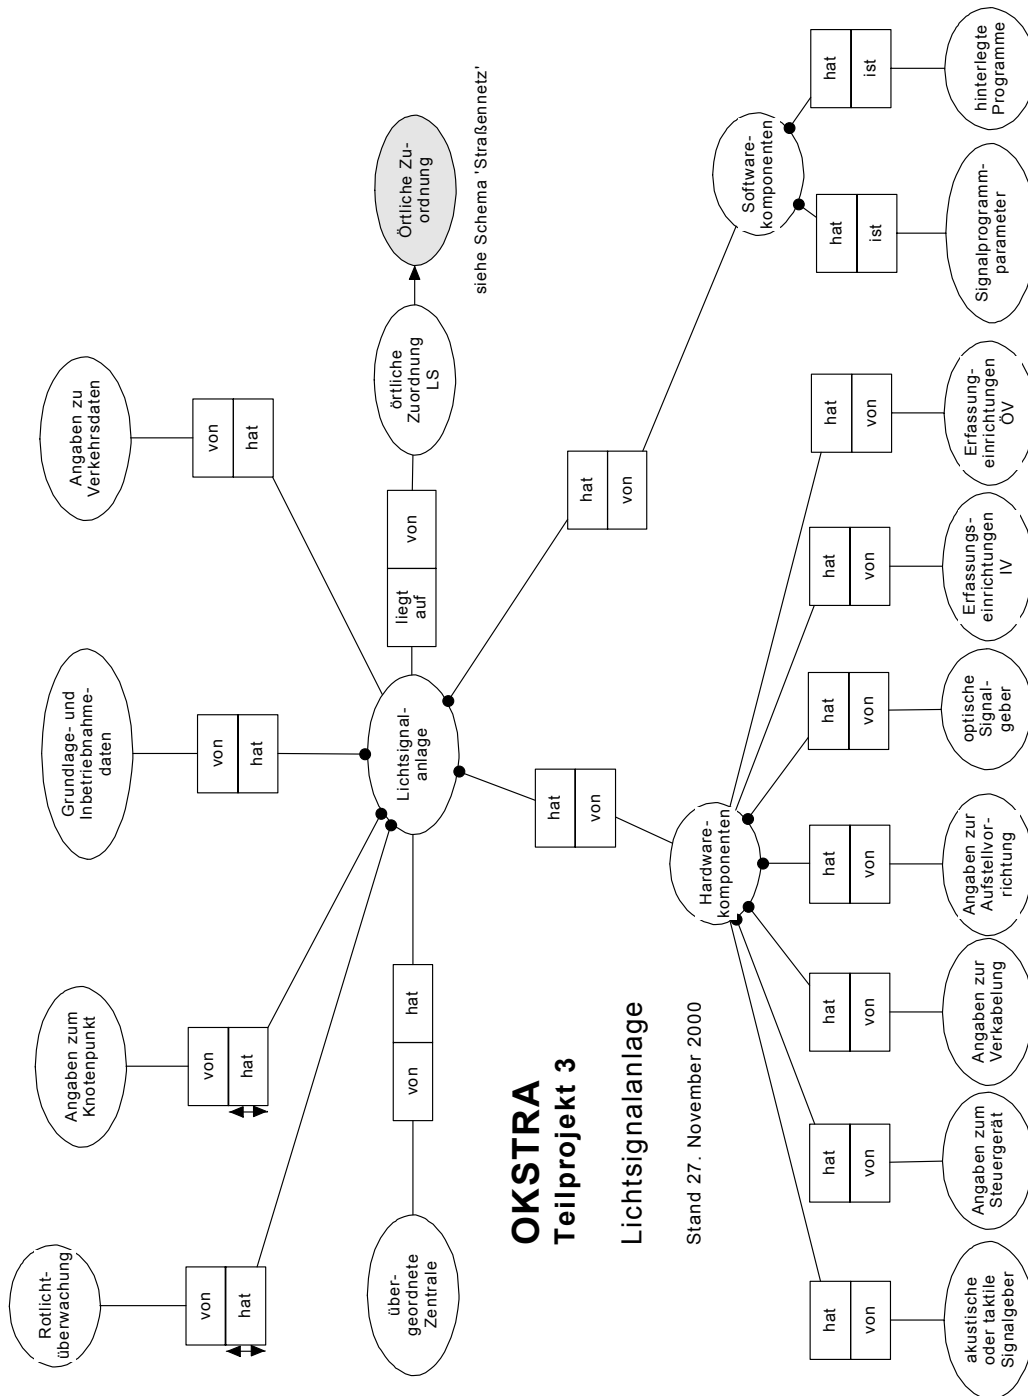 Rotlicht-
überwachung
von
hat
Angaben zum
Knotenpunkt
von
hat
Grundlage- und
Inbetriebnahme-
daten
von
hat
Angaben zu
Verkehrsdaten
von
hat
über-
geordnete
Zentrale
von
hat
Lichtsignal-
anlage
liegt
auf
von
örtliche
Zuordnung
LS
Örtliche Zu-
ordnung
siehe Schema 'Straßennetz'
OKSTRA
Teilprojekt 3
Lichtsignalanlage
Stand 27. November 2000
hat
von
hat
von
Hardware-
komponenten
Software-
komponenten
hat
von
hat
von
hat
von
hat
von
hat
von
hat
von
hat
von
hat
ist
hat
ist
akustische
oder taktile
Signalgeber
Angaben zum
Steuergerät
Angaben zur
Verkabelung
Angaben zur
Aufstellvor-
richtung
optische
Signal-
geber
Erfassungs-
einrichtungen
IV
Erfassung-
einrichtungen
ÖV
Signalprogramm-
parameter
hinterlegte
Programme